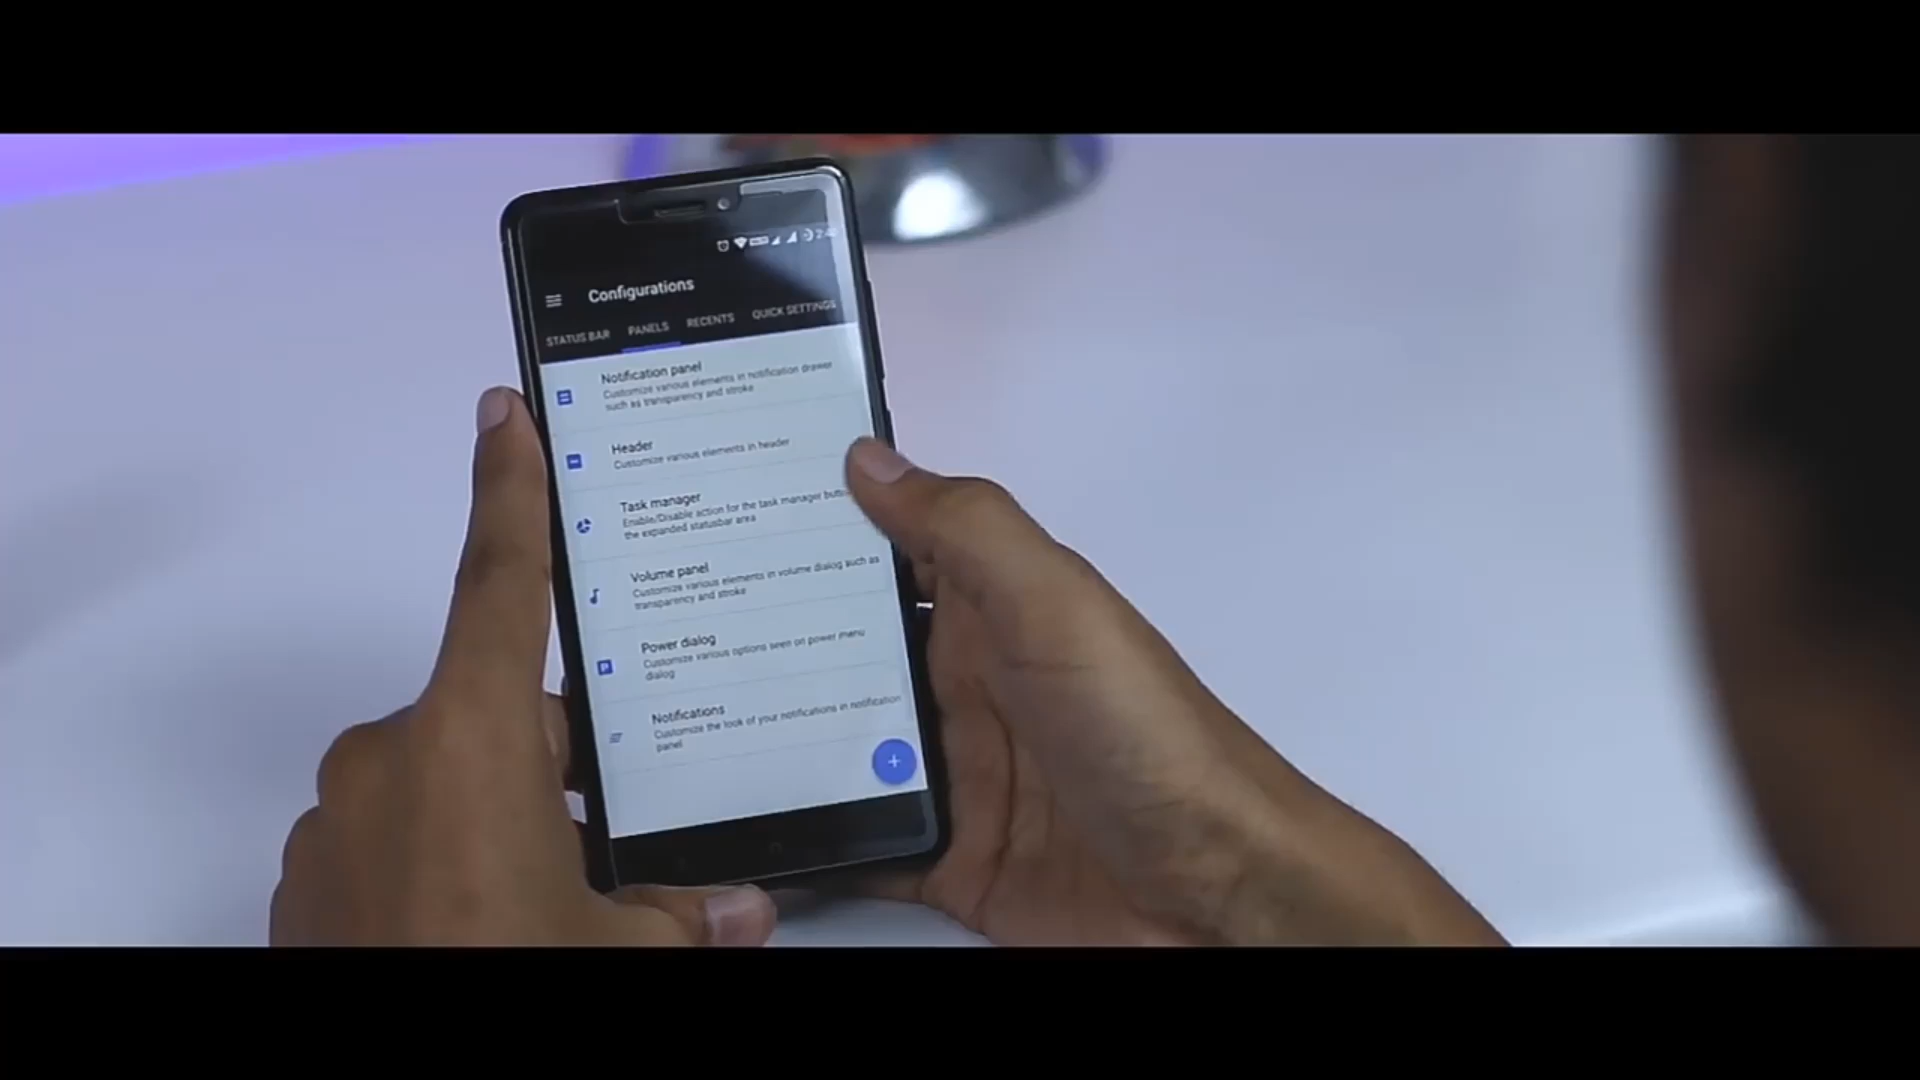 Configurations
STATUS BAR PANELS RECENTS QUICK SETTINGS
Notification panel
Customize various elements in notification drawer
such as transparency and stroke
Header
Customize various elements in header
Task manager
Enable/Disable action for the task manager
the expanded statusbar area
Volume panel
Customize various elements in volume dialog such as
transparency and stroke
Power dialog
Customize various options seen on power menu
dialog
Notifications
Customize the look of your notifications in notification
panel